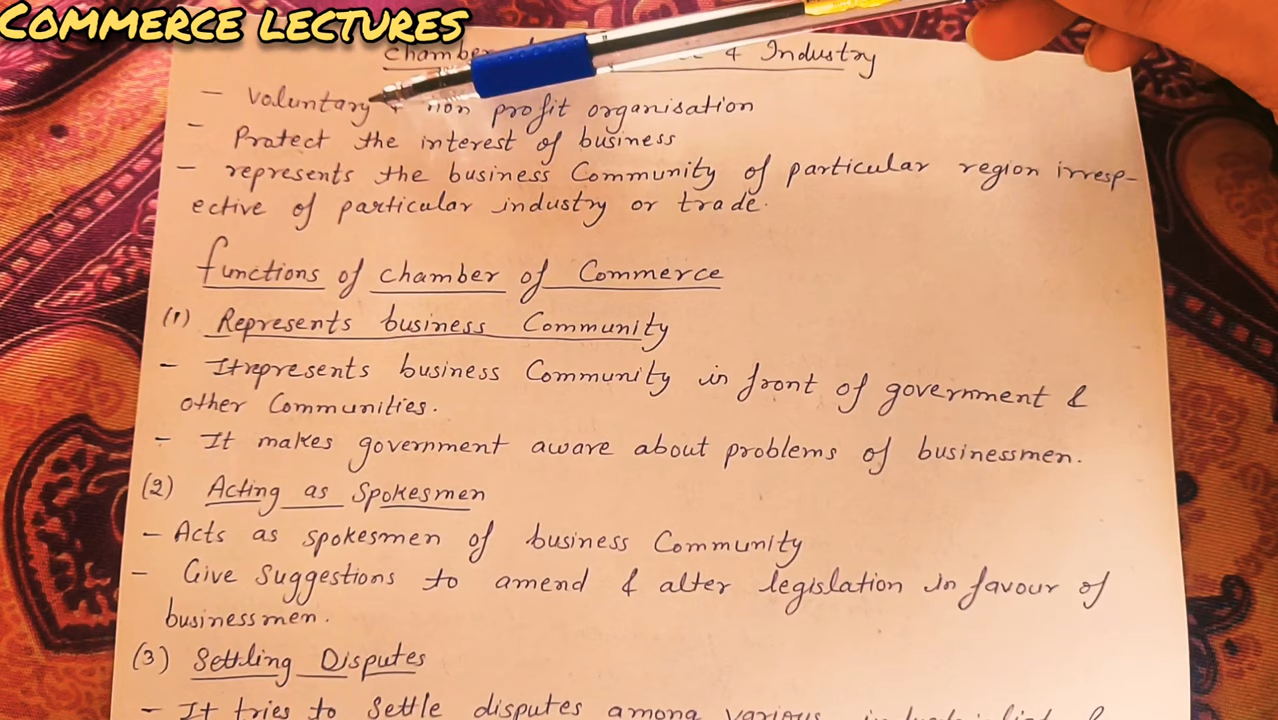 COMMERCE LECTURES
Chamber & Industry
- Voluntary & non profit organisation
- Protect the interest of business
- represents the business Community of particular region irresp-
ective of particular industry or trade.
functions of chamber of Commerce
(1) Represents business Community
- It represents business Community in front of government &
other Communities.
- It makes government aware about problems of businessmen.
(2) Acting as Spokesmen
- Acts as spokesmen of business Community
- Give suggestions to amend & alter legislation in favour of
businessmen.
(3) Settling Disputes
- It tries to settle disputes among various